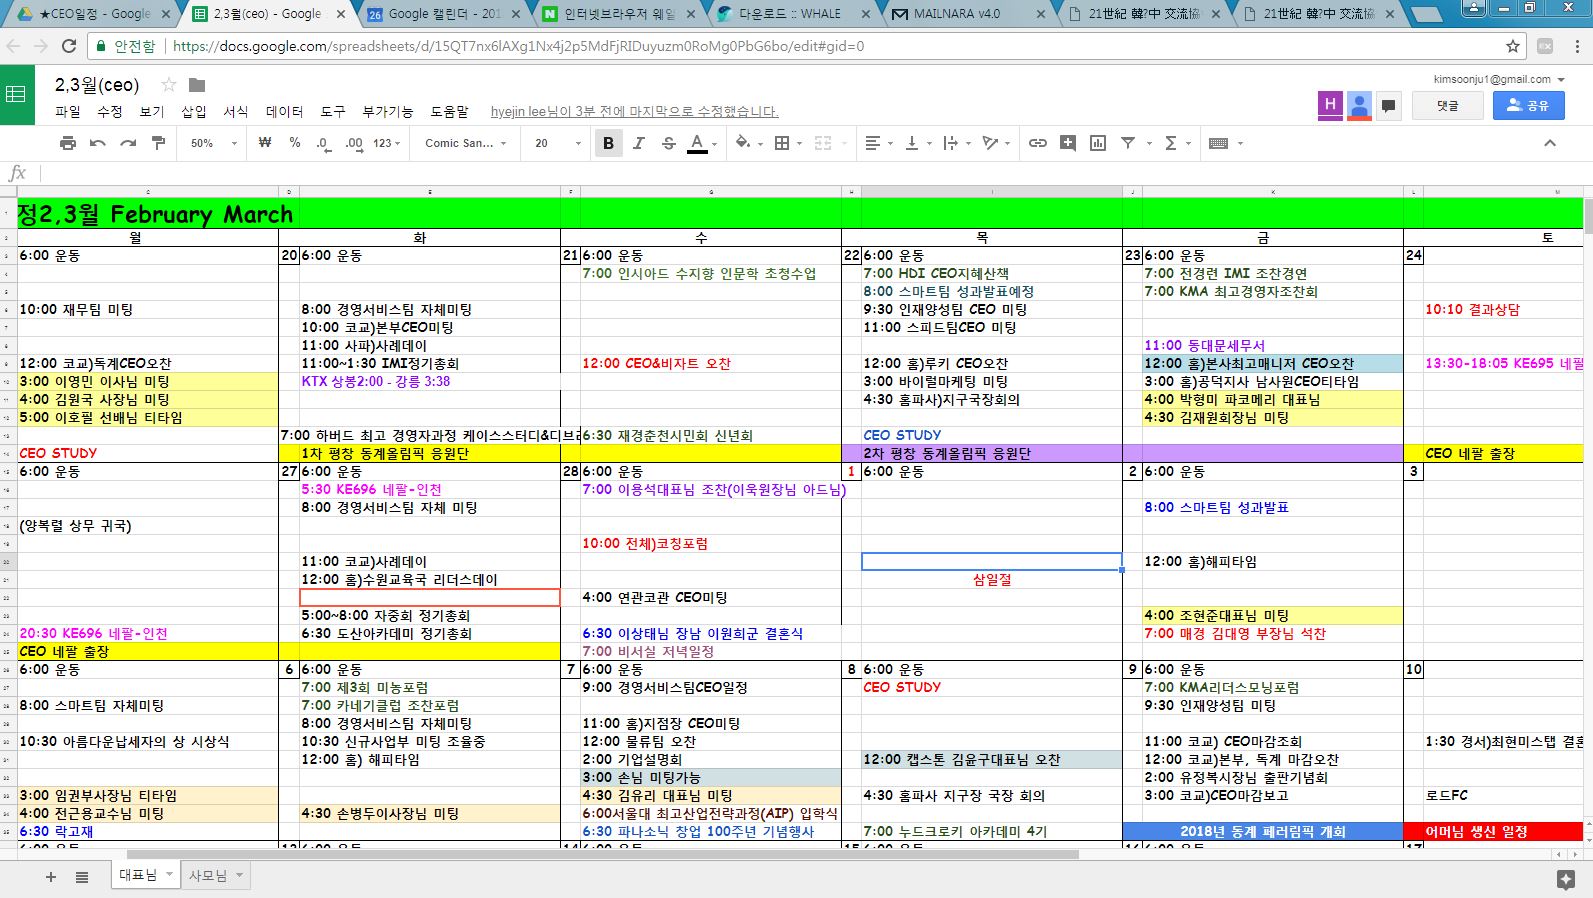 ★CEO일정 - Google
2,3월(ceo) - Google
Google 캘린더 - 201
인터넷브라우저 웨일
다운로드 :: WHALE
MAILNARA v4.0
21世紀 韓?中 交流協
21世紀 韓?中 交流協
안전함 https://docs.google.com/spreadsheets/d/15QT7nx6lAXg1Nx4j2p5MdFjRIDuyuzm0RoMg0PbG6bo/edit#gid=0
2,3월(ceo)
kimsoonju1@gmail.com
파일 수정 보기 삽입 서식 데이터 도구 부가기능 도움말 hyejin lee님이 3분 전에 마지막으로 수정했습니다.
H 댓글 공유
50% ₩ % .0 .00 123 Comic San... 20 B I S A Σ
fx
정2,3월 February March
월 화 수 목 금 토
6:00 운동 20 6:00 운동 21 6:00 운동 22 6:00 운동 23 6:00 운동 24
7:00 인시아드 수지향 인문학 초청수업 7:00 HDI CEO지혜산책 7:00 전경련 IMI 조찬경연
8:00 스마트팀 성과발표예정 7:00 KMA 최고경영자조찬회
10:00 재무팀 미팅 8:00 경영서비스팀 자체미팅 9:30 인재양성팀 CEO 미팅 10:10 결과상담
10:00 코교)본부CEO미팅 11:00 스피드팀CEO 미팅
11:00 사파)사례데이 11:00 동대문세무서
12:00 코교)독계CEO오찬 11:00~1:30 IMI정기총회 12:00 CEO&비자트 오찬 12:00 홈)루키 CEO오찬 12:00 홈)본사최고매니저 CEO오찬 13:30-18:05 KE695 네팔
3:00 이영민 이사님 미팅 KTX 상봉2:00 - 강릉 3:38 3:00 바이럴마케팅 미팅 3:00 홈)공덕지사 남사원CEO티타임
4:00 김원국 사장님 미팅 4:30 홈파사)지구국장회의 4:00 박형미 파코메리 대표님
5:00 이호필 선배님 티타임 4:30 김재원회장님 미팅
7:00 하버드 최고 경영자과정 케이스스터디&디브리 6:30 재경춘천시민회 신년회 CEO STUDY
CEO STUDY 1차 평창 동계올림픽 응원단 2차 평창 동계올림픽 응원단 CEO 네팔 출장
6:00 운동 27 6:00 운동 28 6:00 운동 1 6:00 운동 2 6:00 운동 3
5:30 KE696 네팔-인천 7:00 이용석대표님 조찬(이욱원장님 아드님)
8:00 경영서비스팀 자체 미팅 8:00 스마트팀 성과발표
(양복렬 상무 귀국)
10:00 전체)코칭포럼
11:00 코교)사례데이 12:00 홈)해피타임
12:00 홈)수원교육국 리더스데이 삼일절
4:00 연관코관 CEO미팅
5:00~8:00 자중회 정기총회 4:00 조현준대표님 미팅
20:30 KE696 네팔-인천 6:30 도산아카데미 정기총회 6:30 이상태님 장남 이원희군 결혼식 7:00 매경 김대영 부장님 석찬
CEO 네팔 출장 7:00 비서실 저녁일정
6:00 운동 6 6:00 운동 7 6:00 운동 8 6:00 운동 9 6:00 운동 10
7:00 제3회 미농포럼 9:00 경영서비스팀CEO일정 CEO STUDY 7:00 KMA리더스모닝포럼
8:00 스마트팀 자체미팅 7:00 카네기클럽 조찬포럼 9:30 인재양성팀 미팅
8:00 경영서비스팀 자체미팅 11:00 홈)지점장 CEO미팅
10:30 아름다운납세자의 상 시상식 10:30 신규사업부 미팅 조율중 12:00 물류팀 오찬 11:00 코교) CEO마감조회 1:30 경서)최현미스탭 결혼
12:00 홈) 해피타임 2:00 기업설명회 12:00 캡스톤 김윤구대표님 오찬 12:00 코교)본부, 독계 마감오찬
3:00 손님 미팅가능 2:00 유정복시장님 출판기념회
3:00 임권부사장님 티타임 4:30 김유리 대표님 미팅 4:30 홈파사 지구장 국장 회의 3:00 코교)CEO마감보고 로드FC
4:00 전근용교수님 미팅 4:30 손병두이사장님 미팅 6:00서울대 최고산업전략과정(AIP) 입학식
6:30 락고재 6:30 파나소닉 창업 100주년 기념행사 7:00 누드크로키 아카데미 4기 2018년 동계 페러림픽 개회 어머님 생신 일정
대표님 사모님